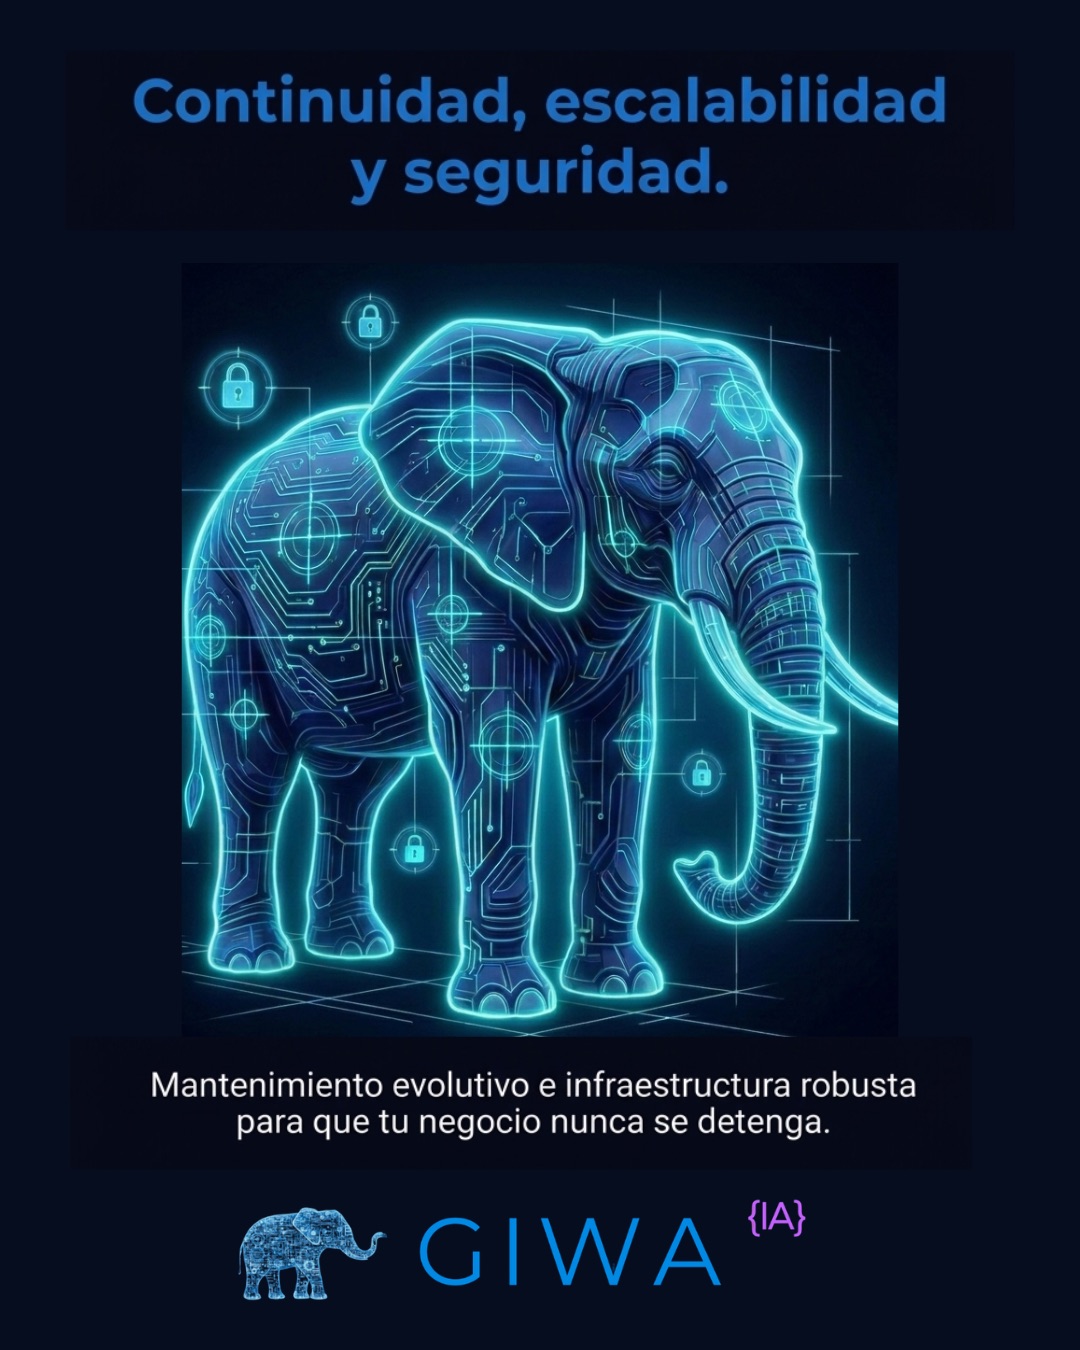 Continuidad, escalabilidad
y seguridad.
Mantenimiento evolutivo e infraestructura robusta
para que tu negocio nunca se detenga.
GIWA {IA}